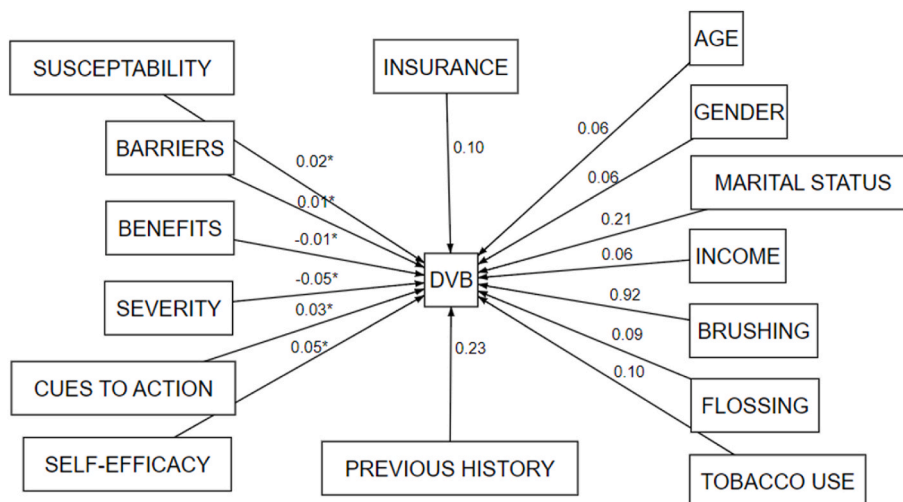 SUSCEPTABILITY
BARRIERS
BENEFITS
SEVERITY
CUES TO ACTION
SELF-EFFICACY
0.02*
0.01*
-0.01*
-0.05*
0.03*
0.05*
INSURANCE
0.10
DVB
0.23
PREVIOUS HISTORY
AGE
GENDER
MARITAL STATUS
INCOME
BRUSHING
FLOSSING
TOBACCO USE
0.06
0.06
0.21
0.06
0.92
0.09
0.10